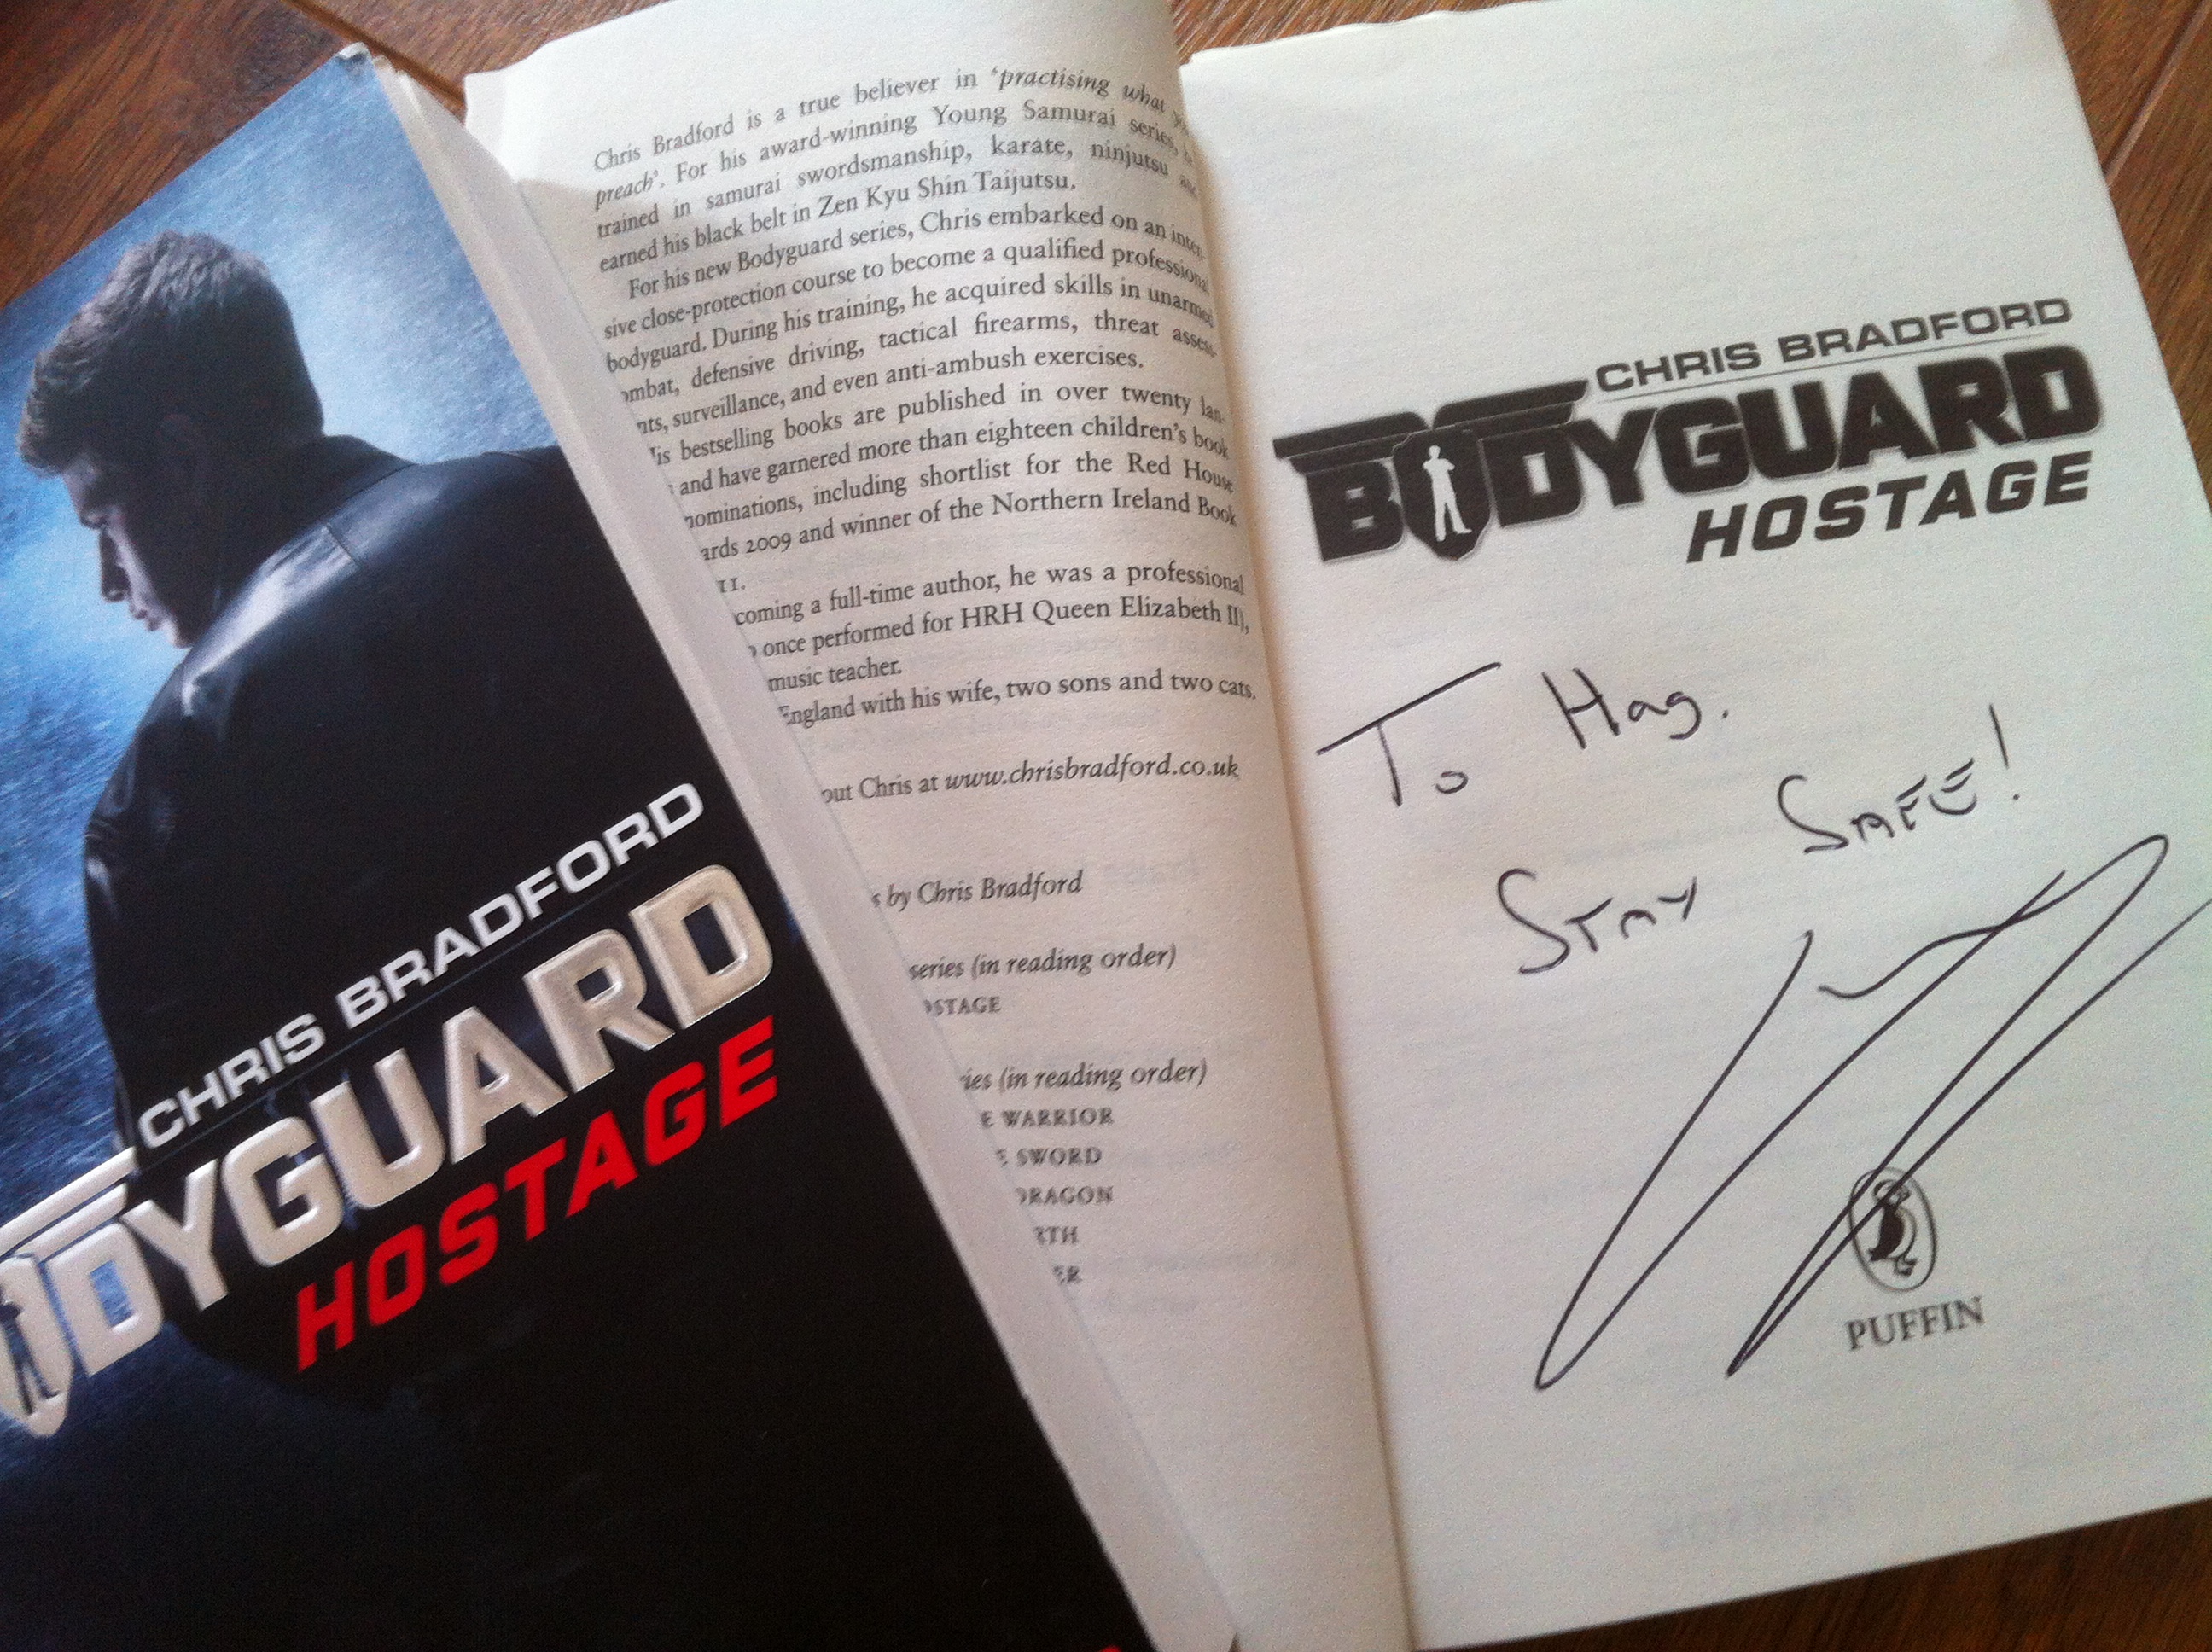 CHRIS BRADFORD
ODYGUARD
HOSTAGE
Chris Bradford is a true believer in 'practising what
preach'. For his award-winning Young Samurai series,
trained in samurai swordsmanship, karate, ninjutsu
earned his black belt in Zen Kyu Shin Taijutsu.
For his new Bodyguard series, Chris embarked on an inten-
sive close-protection course to become a qualified professional
bodyguard. During his training, he acquired skills in unarmed
ombat, defensive driving, tactical firearms, threat assess-
nts, surveillance, and even anti-ambush exercises.
is bestselling books are published in over twenty lan-
and have garnered more than eighteen children's book
nominations, including shortlist for the Red House
ards 2009 and winner of the Northern Ireland Book
11.
coming a full-time author, he was a professional
once performed for HRH Queen Elizabeth II),
music teacher.
England with his wife, two sons and two cats.
out Chris at www.chrisbradford.co.uk
s by Chris Bradford
series (in reading order)
OSTAGE
ies (in reading order)
E WARRIOR
E SWORD
DRAGON
RTH
ER
CHRIS BRADFORD
BODYGUARD
HOSTAGE
To Hag.
STAY SAFE!
PUFFIN